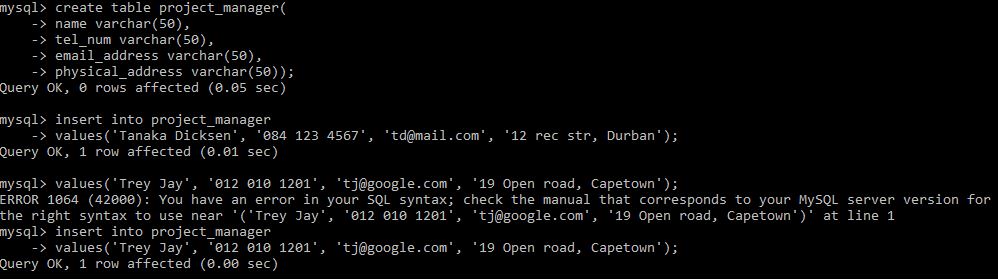 mysql> create table project_manager(
    -> name varchar(50),
    -> tel_num varchar(50),
    -> email_address varchar(50),
    -> physical_address varchar(50));
Query OK, 0 rows affected (0.05 sec)

mysql> insert into project_manager
    -> values('Tanaka Dicksen', '084 123 4567', 'td@mail.com', '12 rec str, Durban');
Query OK, 1 row affected (0.01 sec)

mysql> values('Trey Jay', '012 010 1201', 'tj@google.com', '19 Open road, Capetown');
ERROR 1064 (42000): You have an error in your SQL syntax; check the manual that corresponds to your MySQL server version for
the right syntax to use near '('Trey Jay', '012 010 1201', 'tj@google.com', '19 Open road, Capetown')' at line 1
mysql> insert into project_manager
    -> values('Trey Jay', '012 010 1201', 'tj@google.com', '19 Open road, Capetown');
Query OK, 1 row affected (0.00 sec)